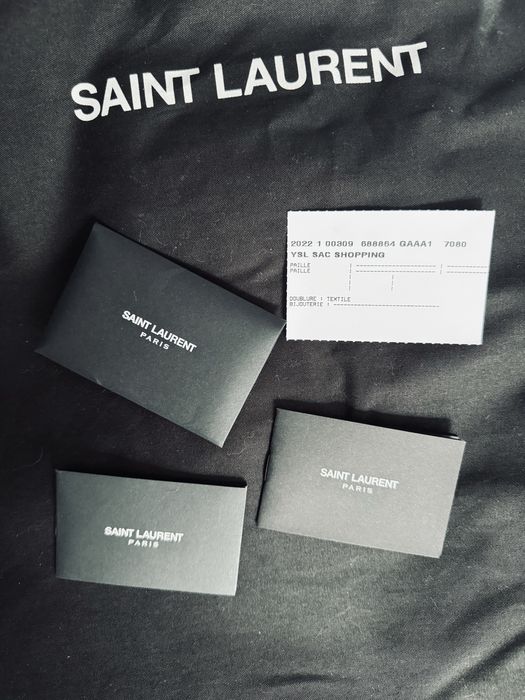 SAINT LAURENT
2022 1 00309 688864 GAAA1 7080
YSL SAC SHOPPING
PAILLE
PAILLE
DOUBLURE : TEXTILE
BIJOUTERIE :
SAINT LAURENT
PARIS
SAINT LAURENT
PARIS
SAINT LAURENT
PARIS